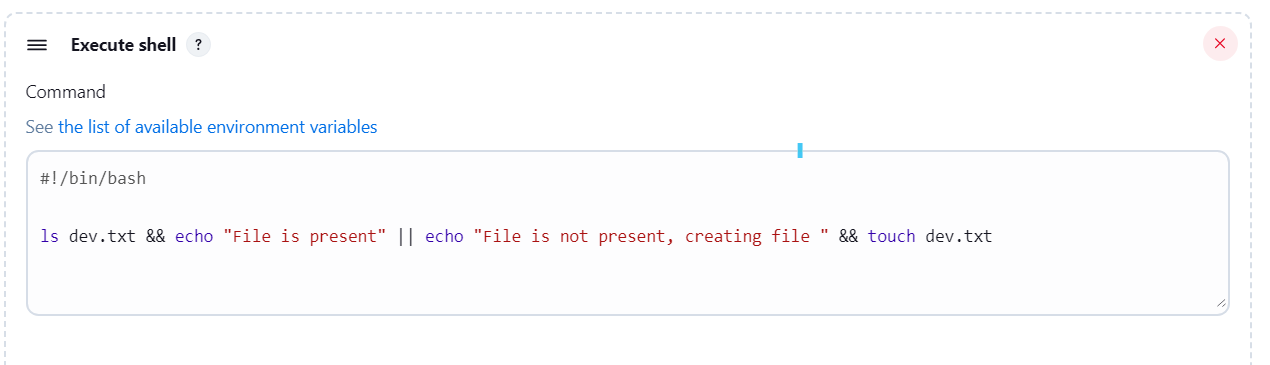 Execute shell ?
Command
See the list of available environment variables
#!/bin/bash
ls dev.txt && echo "File is present" || echo "File is not present, creating file " && touch dev.txt